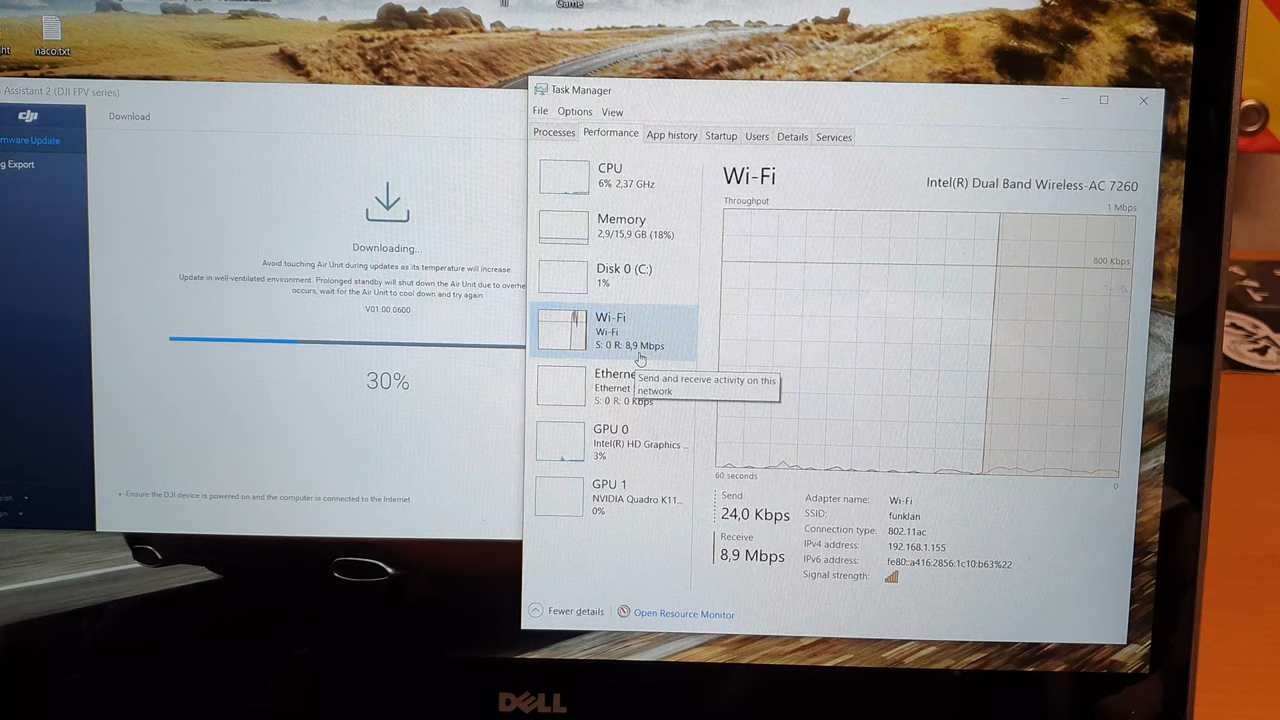 ht
naco.txt
Game
Assistant 2 (DJI FPV series)
dji
mware Update
g Export
Download
Downloading...
Avoid touching Air Unit during updates as its temperature will increase
Update in well-ventilated environment. Prolonged standby will shut down the Air Unit due to overhe
occurs, wait for the Air Unit to cool down and try again
V01.00.0600
30%
• Ensure the DJI device is powered on and the computer is connected to the Internet.
glish
gin
Task Manager
File Options View
Processes Performance App history Startup Users Details Services
CPU
6% 2,37 GHz
Memory
2,9/15,9 GB (18%)
Disk 0 (C:)
1%
Wi-Fi
Wi-Fi
S: 0 R: 8,9 Mbps
Etherne
Ethernet
S: 0 R: 0 Kbps
Send and receive activity on this
network
GPU 0
Intel(R) HD Graphics ...
3%
GPU 1
NVIDIA Quadro K11...
0%
Wi-Fi
Intel(R) Dual Band Wireless-AC 7260
Throughput
1 Mbps
800 Kbps
60 seconds
0
Send
24,0 Kbps
Receive
8,9 Mbps
Adapter name: Wi-Fi
SSID: funklan
Connection type: 802.11ac
IPv4 address: 192.168.1.155
IPv6 address: fe80::a416:2856:1c10:b63%22
Signal strength:
Fewer details
Open Resource Monitor
DELL